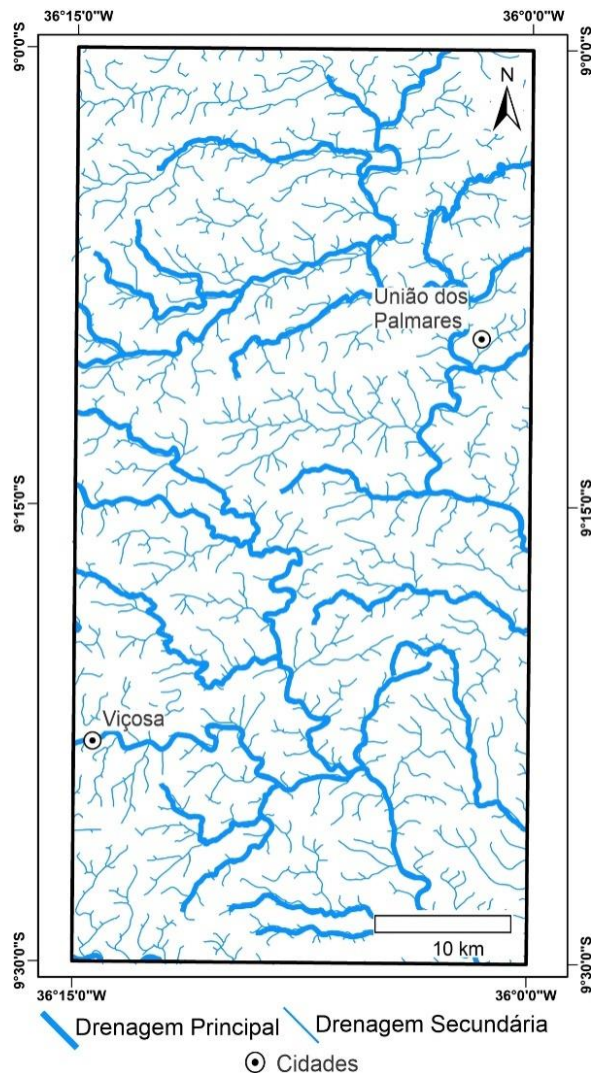 36°15'0"W
36°0'0"W
9°0'0"S
9°0'0"S
N
União dos
Palmares
9°15'0"S
9°15'0"S
Viçosa
10 km
9°30'0"S
9°30'0"S
36°15'0"W
36°0'0"W
Drenagem Principal
Drenagem Secundária
Cidades